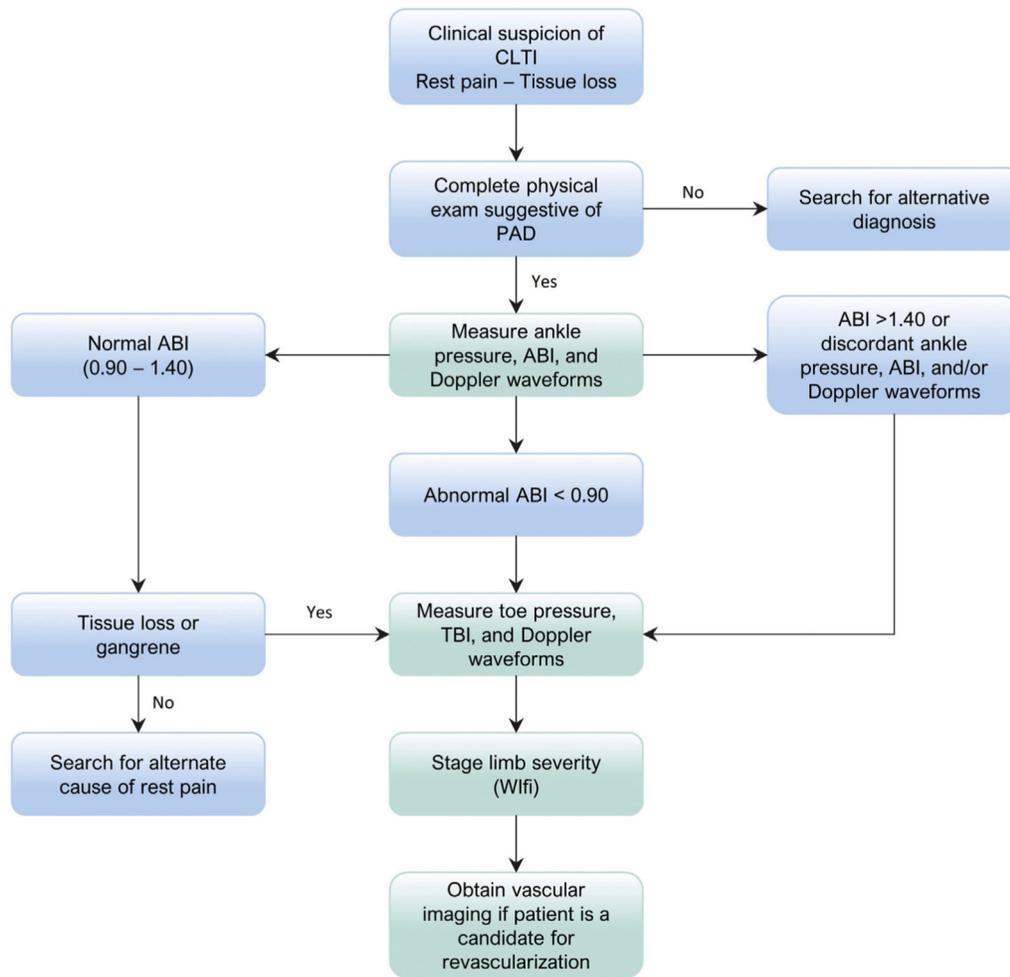 Clinical suspicion of
CLTI
Rest pain – Tissue loss
Complete physical
exam suggestive of
PAD
No
Search for alternative
diagnosis
Yes
Normal ABI
(0.90 – 1.40)
Measure ankle
pressure, ABI, and
Doppler waveforms
ABI >1.40 or
discordant ankle
pressure, ABI, and/or
Doppler waveforms
Abnormal ABI < 0.90
Tissue loss or
gangrene
Yes
Measure toe pressure,
TBI, and Doppler
waveforms
No
Search for alternate
cause of rest pain
Stage limb severity
(WIfi)
Obtain vascular
imaging if patient is a
candidate for
revascularization